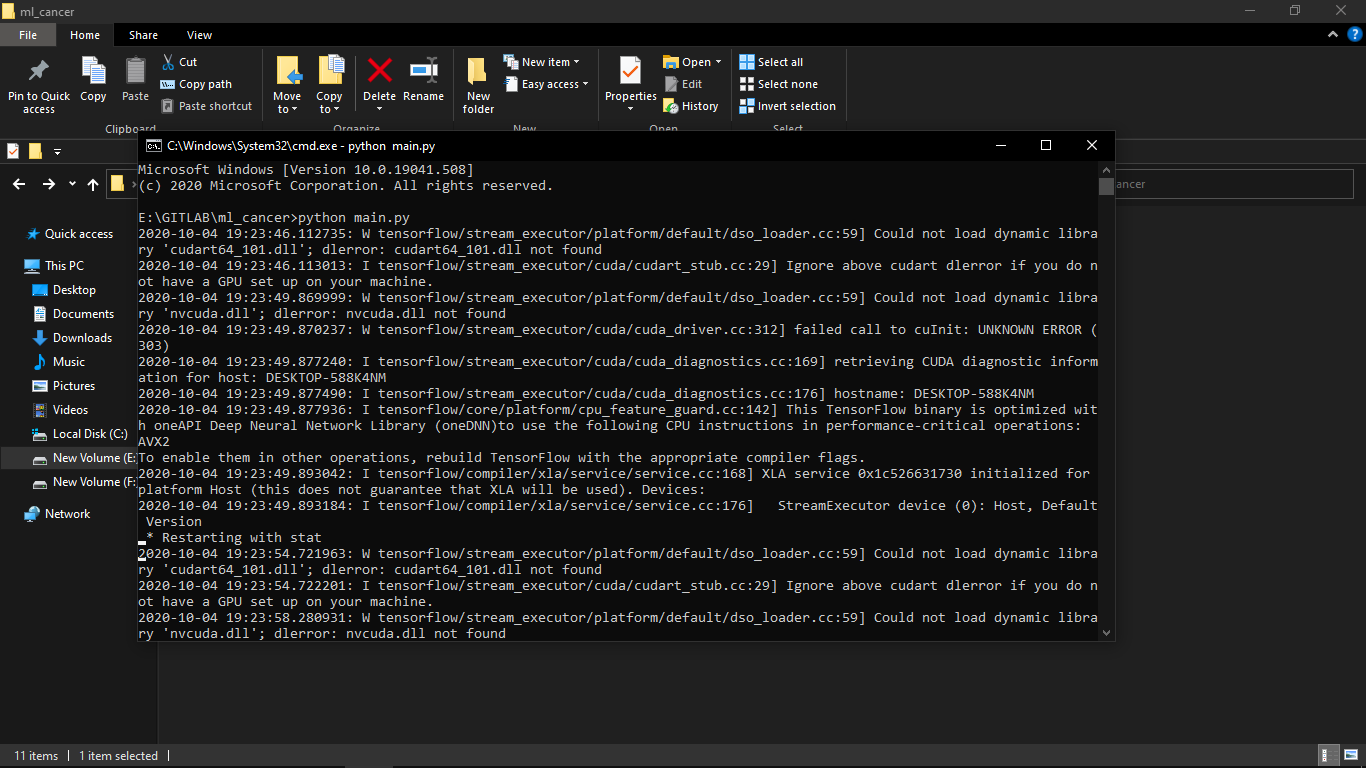 ml_cancer
File Home Share View
Pin to Quick access
Copy
Paste
Cut
Copy path
Paste shortcut
Clipboard
Move to
Copy to
Delete
Rename
Organize
New folder
New item
Easy access
New
Properties
Open
Edit
History
Open
Select all
Select none
Invert selection
Select
C:\Windows\System32\cmd.exe - python main.py
Microsoft Windows [Version 10.0.19041.508]
(c) 2020 Microsoft Corporation. All rights reserved.
E:\GITLAB\ml_cancer>python main.py
2020-10-04 19:23:46.112735: W tensorflow/stream_executor/platform/default/dso_loader.cc:59] Could not load dynamic libra
ry 'cudart64_101.dll'; dlerror: cudart64_101.dll not found
2020-10-04 19:23:46.113013: I tensorflow/stream_executor/cuda/cudart_stub.cc:29] Ignore above cudart dlerror if you do n
ot have a GPU set up on your machine.
2020-10-04 19:23:49.869999: W tensorflow/stream_executor/platform/default/dso_loader.cc:59] Could not load dynamic libra
ry 'nvcuda.dll'; dlerror: nvcuda.dll not found
2020-10-04 19:23:49.870237: W tensorflow/stream_executor/cuda/cuda_driver.cc:312] failed call to cuInit: UNKNOWN ERROR (
303)
2020-10-04 19:23:49.877240: I tensorflow/stream_executor/cuda/cuda_diagnostics.cc:169] retrieving CUDA diagnostic inform
ation for host: DESKTOP-588K4NM
2020-10-04 19:23:49.877490: I tensorflow/stream_executor/cuda/cuda_diagnostics.cc:176] hostname: DESKTOP-588K4NM
2020-10-04 19:23:49.877936: I tensorflow/core/platform/cpu_feature_guard.cc:142] This TensorFlow binary is optimized wit
h oneAPI Deep Neural Network Library (oneDNN)to use the following CPU instructions in performance-critical operations:
AVX2
To enable them in other operations, rebuild TensorFlow with the appropriate compiler flags.
2020-10-04 19:23:49.893042: I tensorflow/compiler/xla/service/service.cc:168] XLA service 0x1c526631730 initialized for
platform Host (this does not guarantee that XLA will be used). Devices:
2020-10-04 19:23:49.893184: I tensorflow/compiler/xla/service/service.cc:176]   StreamExecutor device (0): Host, Default
Version
* Restarting with stat
2020-10-04 19:23:54.721963: W tensorflow/stream_executor/platform/default/dso_loader.cc:59] Could not load dynamic libra
ry 'cudart64_101.dll'; dlerror: cudart64_101.dll not found
2020-10-04 19:23:54.722201: I tensorflow/stream_executor/cuda/cudart_stub.cc:29] Ignore above cudart dlerror if you do n
ot have a GPU set up on your machine.
2020-10-04 19:23:58.280931: W tensorflow/stream_executor/platform/default/dso_loader.cc:59] Could not load dynamic libra
ry 'nvcuda.dll'; dlerror: nvcuda.dll not found
ancer
Quick access
This PC
Desktop
Documents
Downloads
Music
Pictures
Videos
Local Disk (C:)
New Volume (E:
New Volume (F:
Network
11 items
1 item selected